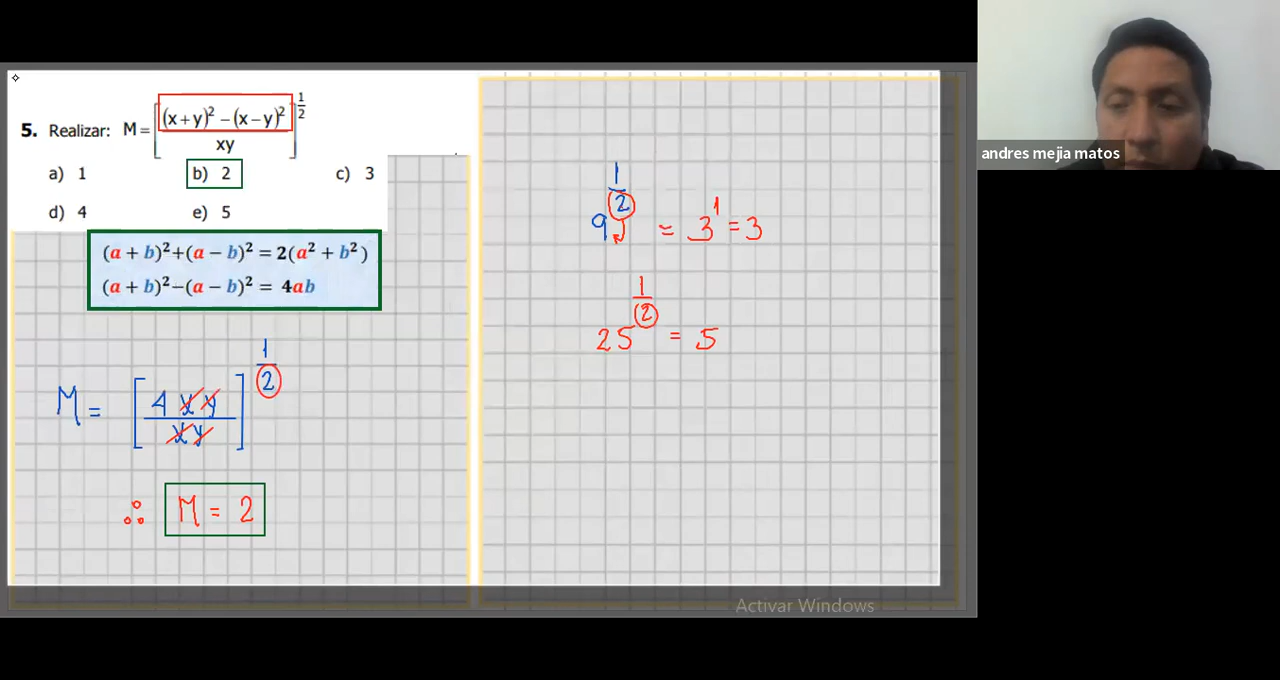 5. Realizar: M = [(x+y)² − (x−y)² / xy]^(1/2)
a) 1 b) 2 c) 3
d) 4 e) 5
(a + b)²+(a − b)² = 2(a² + b²)
(a + b)²−(a − b)² = 4ab
M = [4xy / xy]^(1/2)
∴ M = 2
9^(1/2) = 3¹ = 3
25^(1/2) = 5
andres mejia matos
Activar Windows